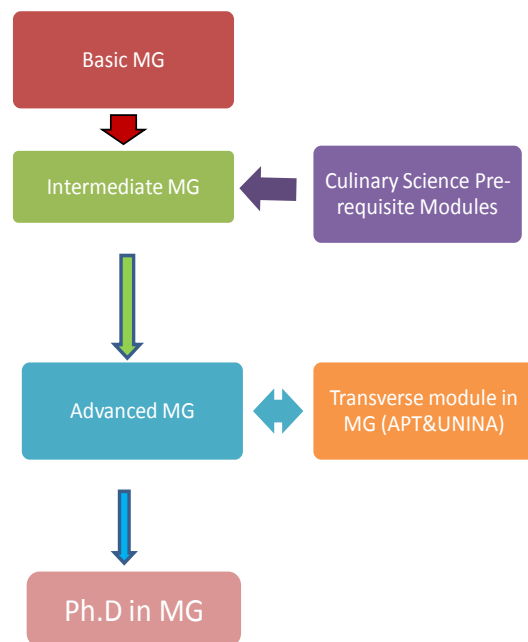 Basic MG
Intermediate MG
Culinary Science Pre-
requisite Modules
Advanced MG
Transverse module in
MG (APT&UNINA)
Ph.D in MG